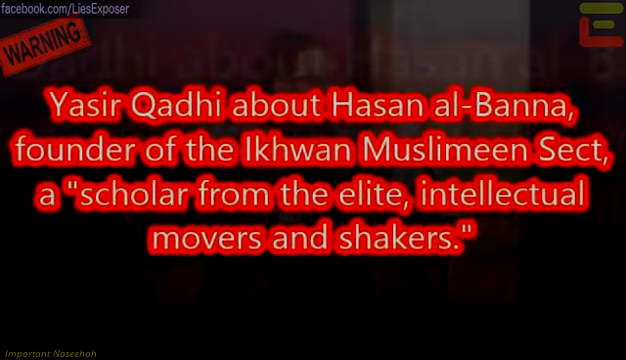 facebook.com/LiesExposer
WARNING
Yasir Qadhi about Hasan al-Banna,
founder of the Ikhwan Muslimeen Sect,
a "scholar from the elite, intellectual
movers and shakers."
Important Naseehah